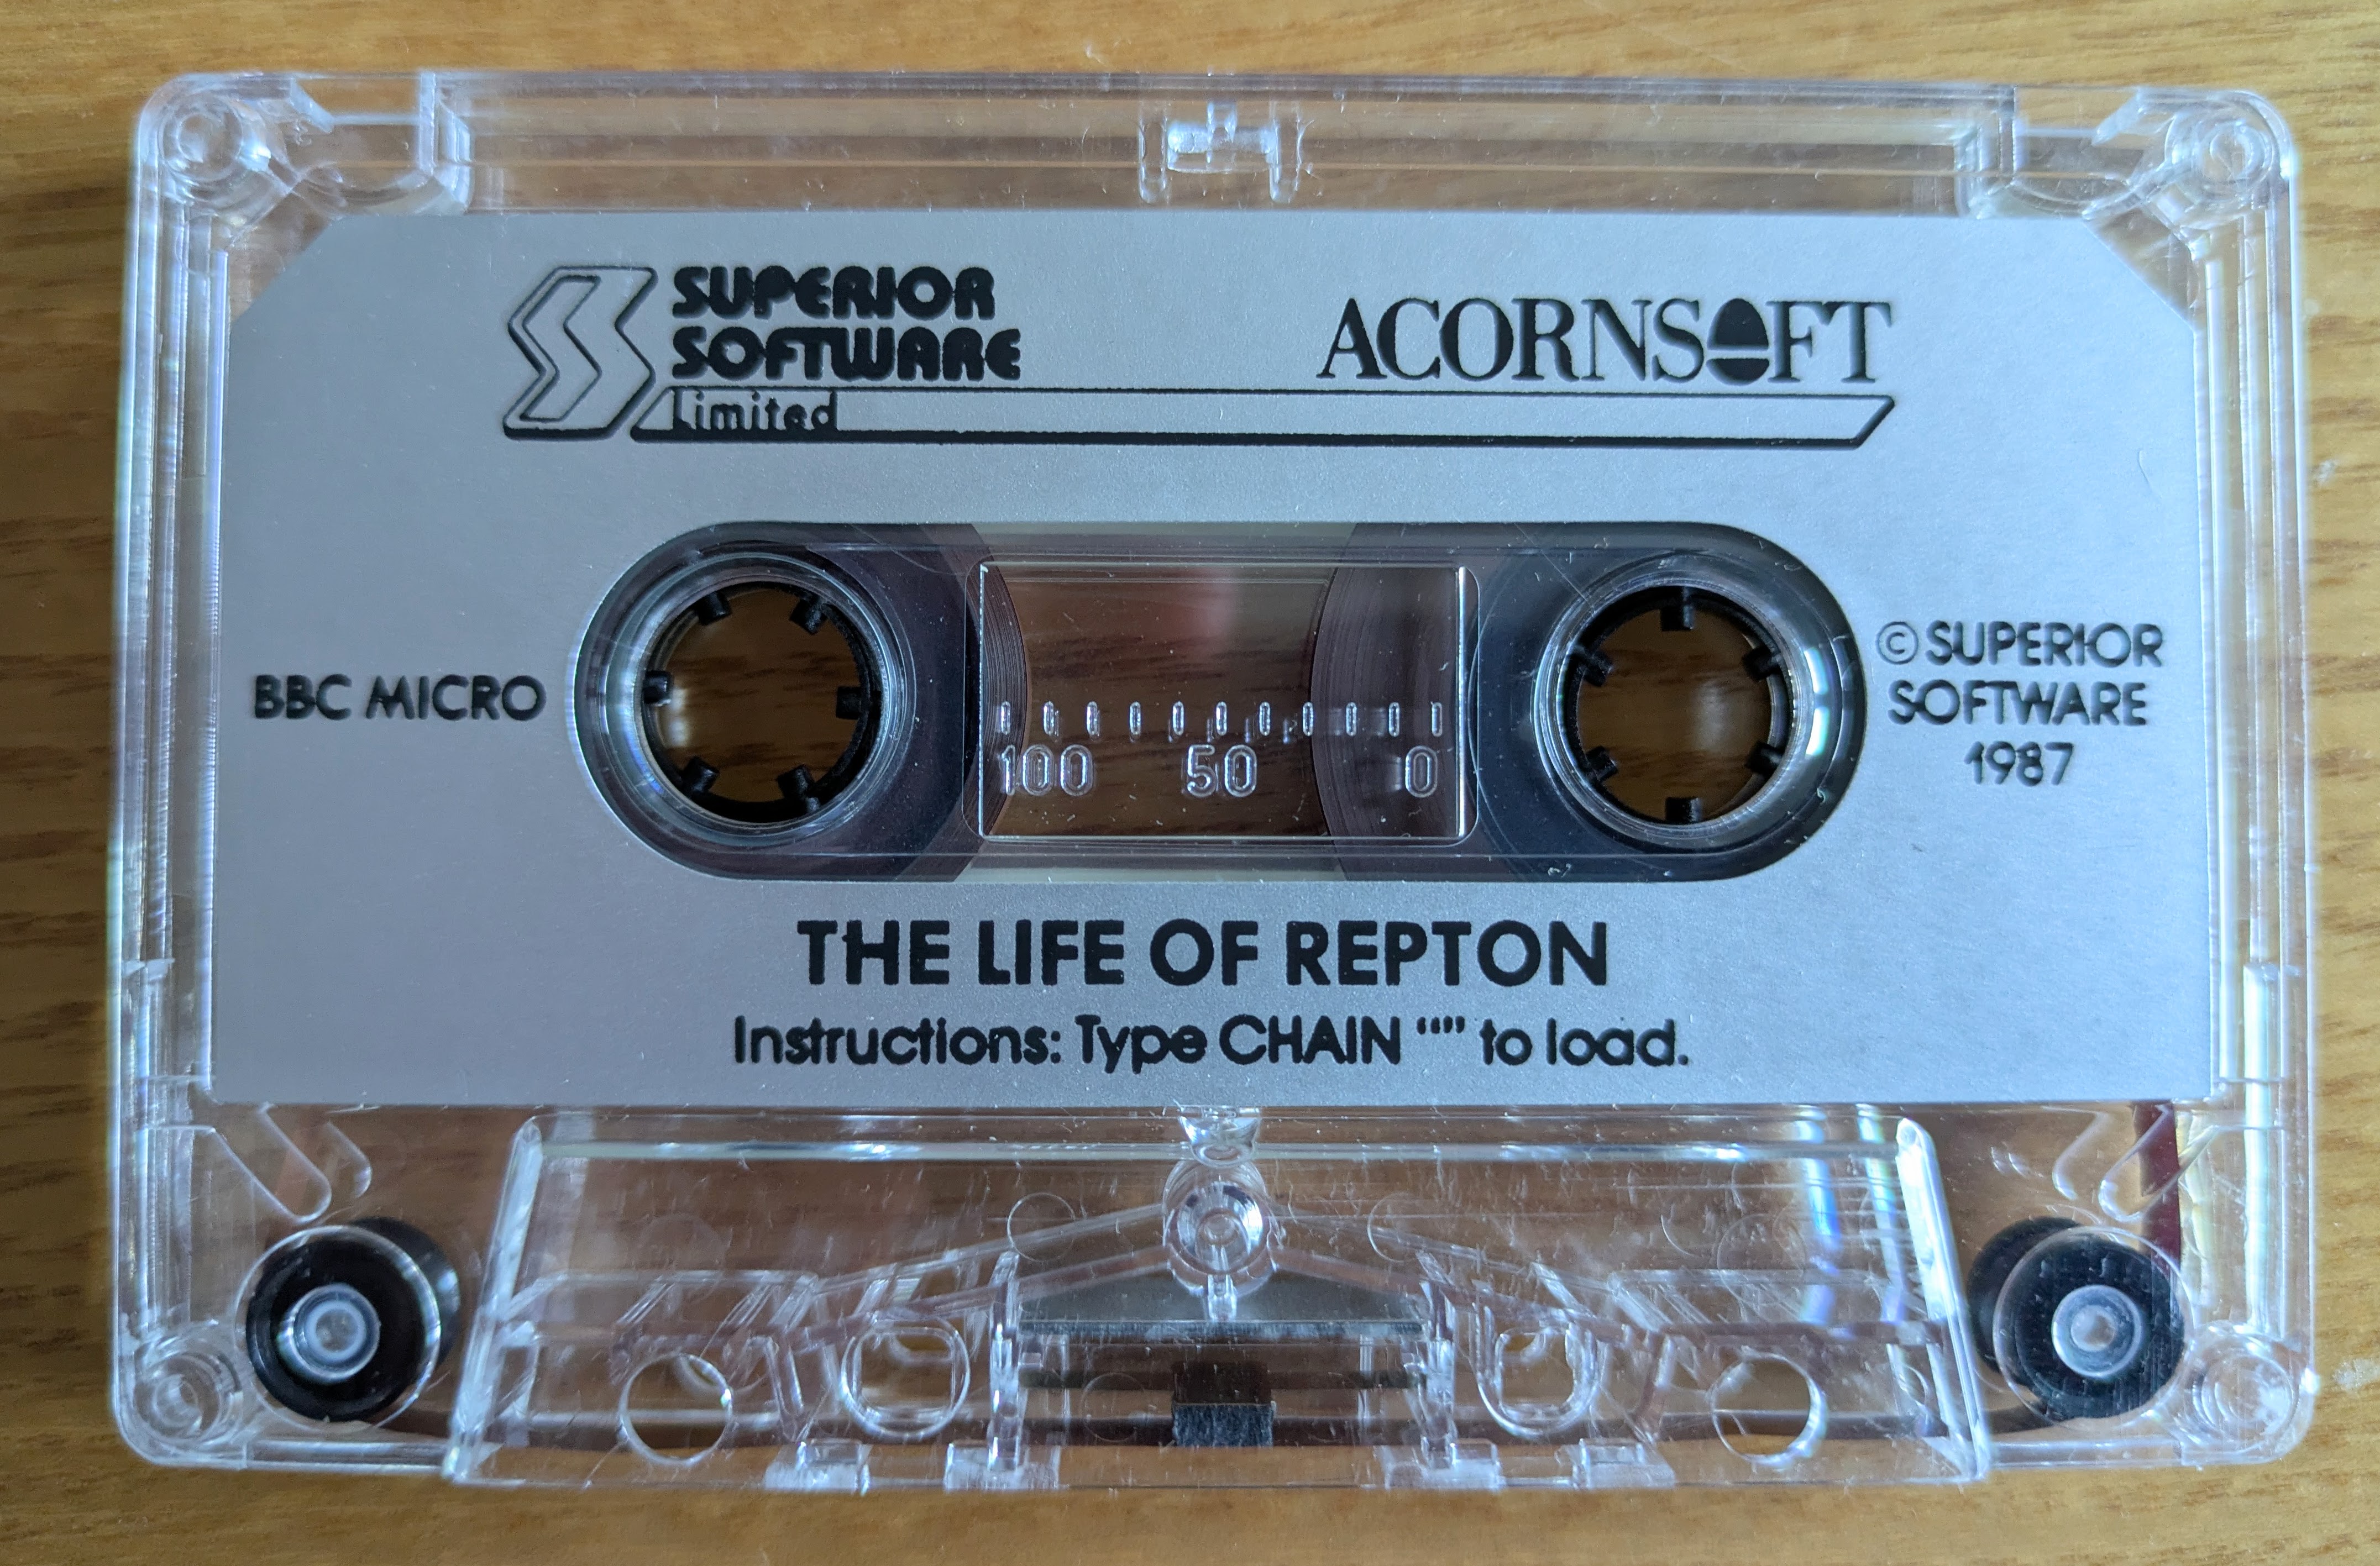 SUPERIOR
SOFTWARE
Limited
ACORNSOFT
BBC MICRO
100 50 0
© SUPERIOR
SOFTWARE
1987
THE LIFE OF REPTON
Instructions: Type CHAIN “” to load.